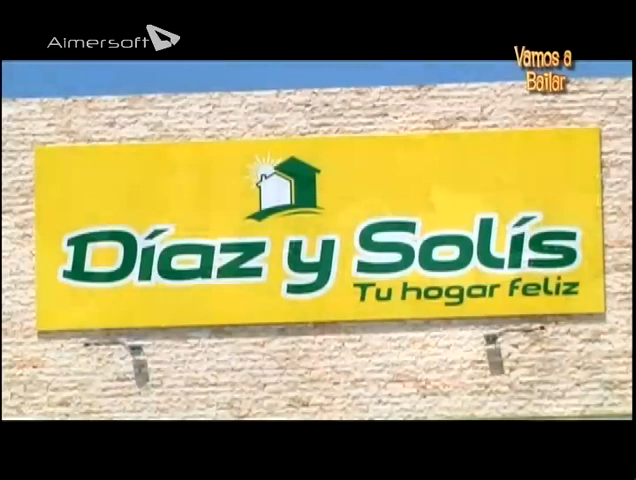 Aimersoft
Vamos a
Bailar
Díaz y Solís
Tu hogar feliz